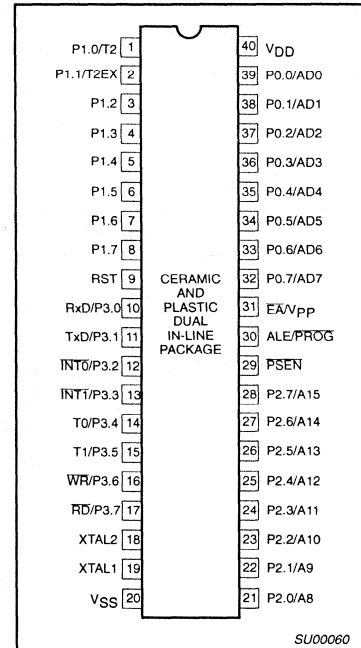 P1.0/T2 1 40 VDD
P1.1/T2EX 2 39 P0.0/AD0
P1.2 3 38 P0.1/AD1
P1.3 4 37 P0.2/AD2
P1.4 5 36 P0.3/AD3
P1.5 6 35 P0.4/AD4
P1.6 7 34 P0.5/AD5
P1.7 8 33 P0.6/AD6
RST 9 32 P0.7/AD7
RxD/P3.0 10 31 E̅A̅/VPP
TxD/P3.1 11 30 ALE/P̅R̅O̅G̅
I̅N̅T̅0̅/P3.2 12 29 P̅S̅E̅N̅
I̅N̅T̅1̅/P3.3 13 28 P2.7/A15
T0/P3.4 14 27 P2.6/A14
T1/P3.5 15 26 P2.5/A13
W̅R̅/P3.6 16 25 P2.4/A12
R̅D̅/P3.7 17 24 P2.3/A11
XTAL2 18 23 P2.2/A10
XTAL1 19 22 P2.1/A9
VSS 20 21 P2.0/A8
CERAMIC
AND
PLASTIC
DUAL
IN-LINE
PACKAGE
SU00060